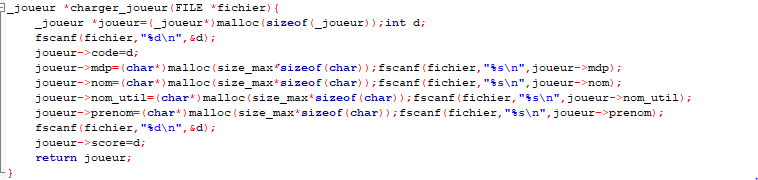 _joueur *charger_joueur(FILE *fichier){
_joueur *joueur=(_joueur*)malloc(sizeof(_joueur));int d;
fscanf(fichier,"%d\n",&d);
joueur->code=d;
joueur->mdp=(char*)malloc(size_max*sizeof(char));fscanf(fichier,"%s\n",joueur->mdp);
joueur->nom=(char*)malloc(size_max*sizeof(char));fscanf(fichier,"%s\n",joueur->nom);
joueur->nom_util=(char*)malloc(size_max*sizeof(char));fscanf(fichier,"%s\n",joueur->nom_util);
joueur->prenom=(char*)malloc(size_max*sizeof(char));fscanf(fichier,"%s\n",joueur->prenom);
fscanf(fichier,"%d\n",&d);
joueur->score=d;
return joueur;
}